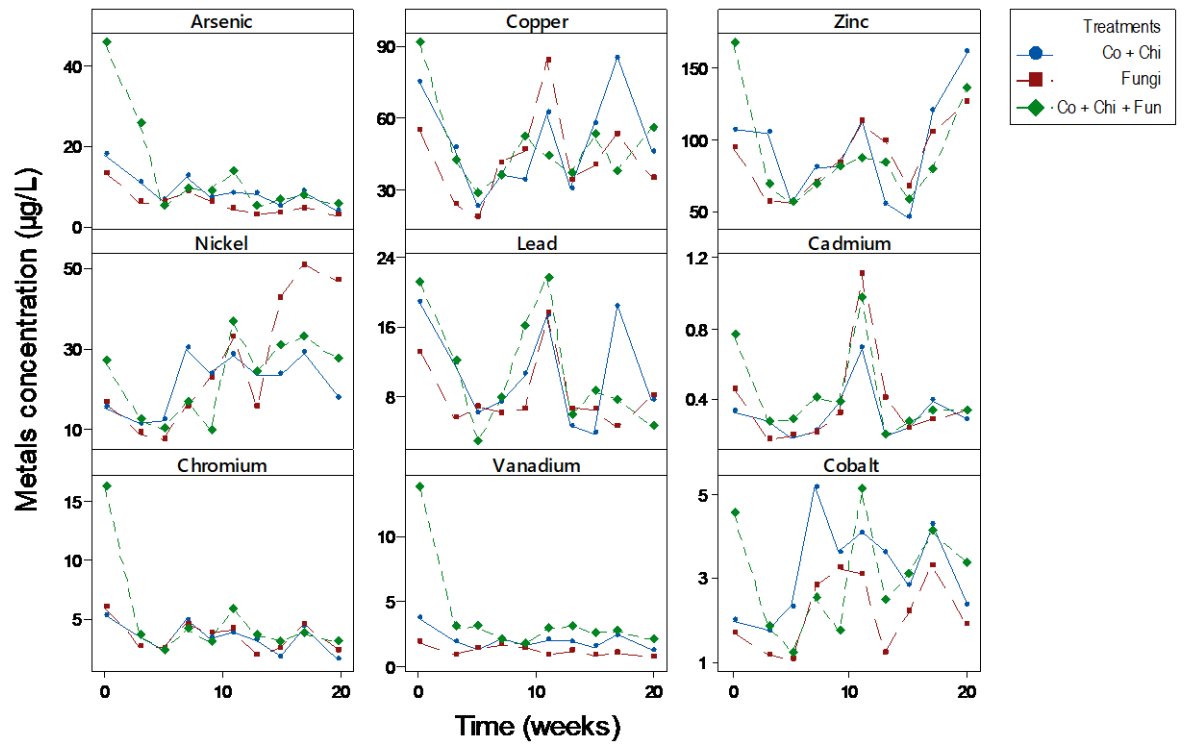 Arsenic
Copper
Zinc
Treatments
Co + Chi
Fungi
Co + Chi + Fun
40
20
0
90
60
30
150
100
50
Nickel
Lead
Cadmium
50
30
10
24
16
8
1.2
0.8
0.4
Chromium
Vanadium
Cobalt
15
10
5
10
5
0
5
3
1
0 10 20
0 10 20
0 10 20
Metals concentration (µg/L)
Time (weeks)